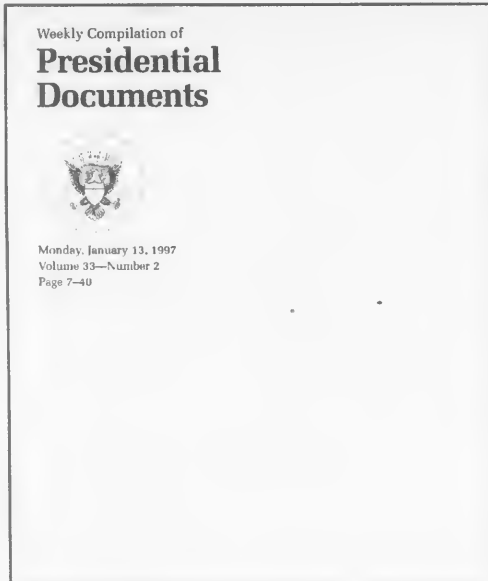 Weekly Compilation of
Presidential
Documents
Monday, January 13, 1997
Volume 33—Number 2
Page 7–40